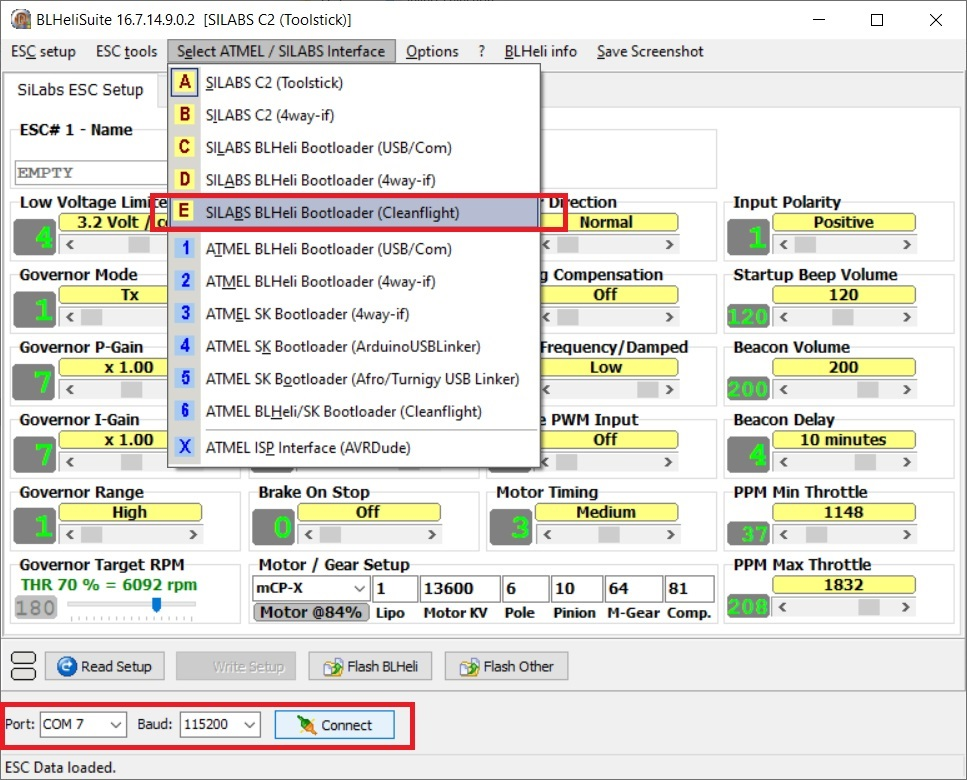 BLHeliSuite 16.7.14.9.0.2 [SILABS C2 (Toolstick)]
ESC setup ESC tools Select ATMEL / SILABS Interface Options ? BLHeli info Save Screenshot
SiLabs ESC Setup
A SILABS C2 (Toolstick)
B SILABS C2 (4way-if)
C SILABS BLHeli Bootloader (USB/Com)
D SILABS BLHeli Bootloader (4way-if)
E SILABS BLHeli Bootloader (Cleanflight)
1 ATMEL BLHeli Bootloader (USB/Com)
2 ATMEL BLHeli Bootloader (4way-if)
3 ATMEL SK Bootloader (4way-if)
4 ATMEL SK Bootloader (ArduinoUSBLinker)
5 ATMEL SK Bootloader (Afro/Turnigy USB Linker)
6 ATMEL BLHeli/SK Bootloader (Cleanflight)
X ATMEL ISP Interface (AVRDude)
ESC# 1 - Name
EMPTY
Low Voltage Limite
3.2 Volt / c
4
Direction
Normal
Input Polarity
Positive
1
Governor Mode
Tx
1
Compensation
Off
Startup Beep Volume
120
120
Governor P-Gain
x 1.00
7
Frequency/Damped
Low
Beacon Volume
200
200
Governor I-Gain
x 1.00
7
PWM Input
Off
Beacon Delay
10 minutes
4
Governor Range
High
1
Brake On Stop
Off
0
Motor Timing
Medium
3
PPM Min Throttle
1148
37
Governor Target RPM
THR 70 % = 6092 rpm
180
Motor / Gear Setup
mCP-X 1 13600 6 10 64 81
Motor @84% Lipo Motor KV Pole Pinion M-Gear Comp.
PPM Max Throttle
1832
208
Read Setup Write Setup Flash BLHeli Flash Other
Port: COM 7 Baud: 115200 Connect
ESC Data loaded.